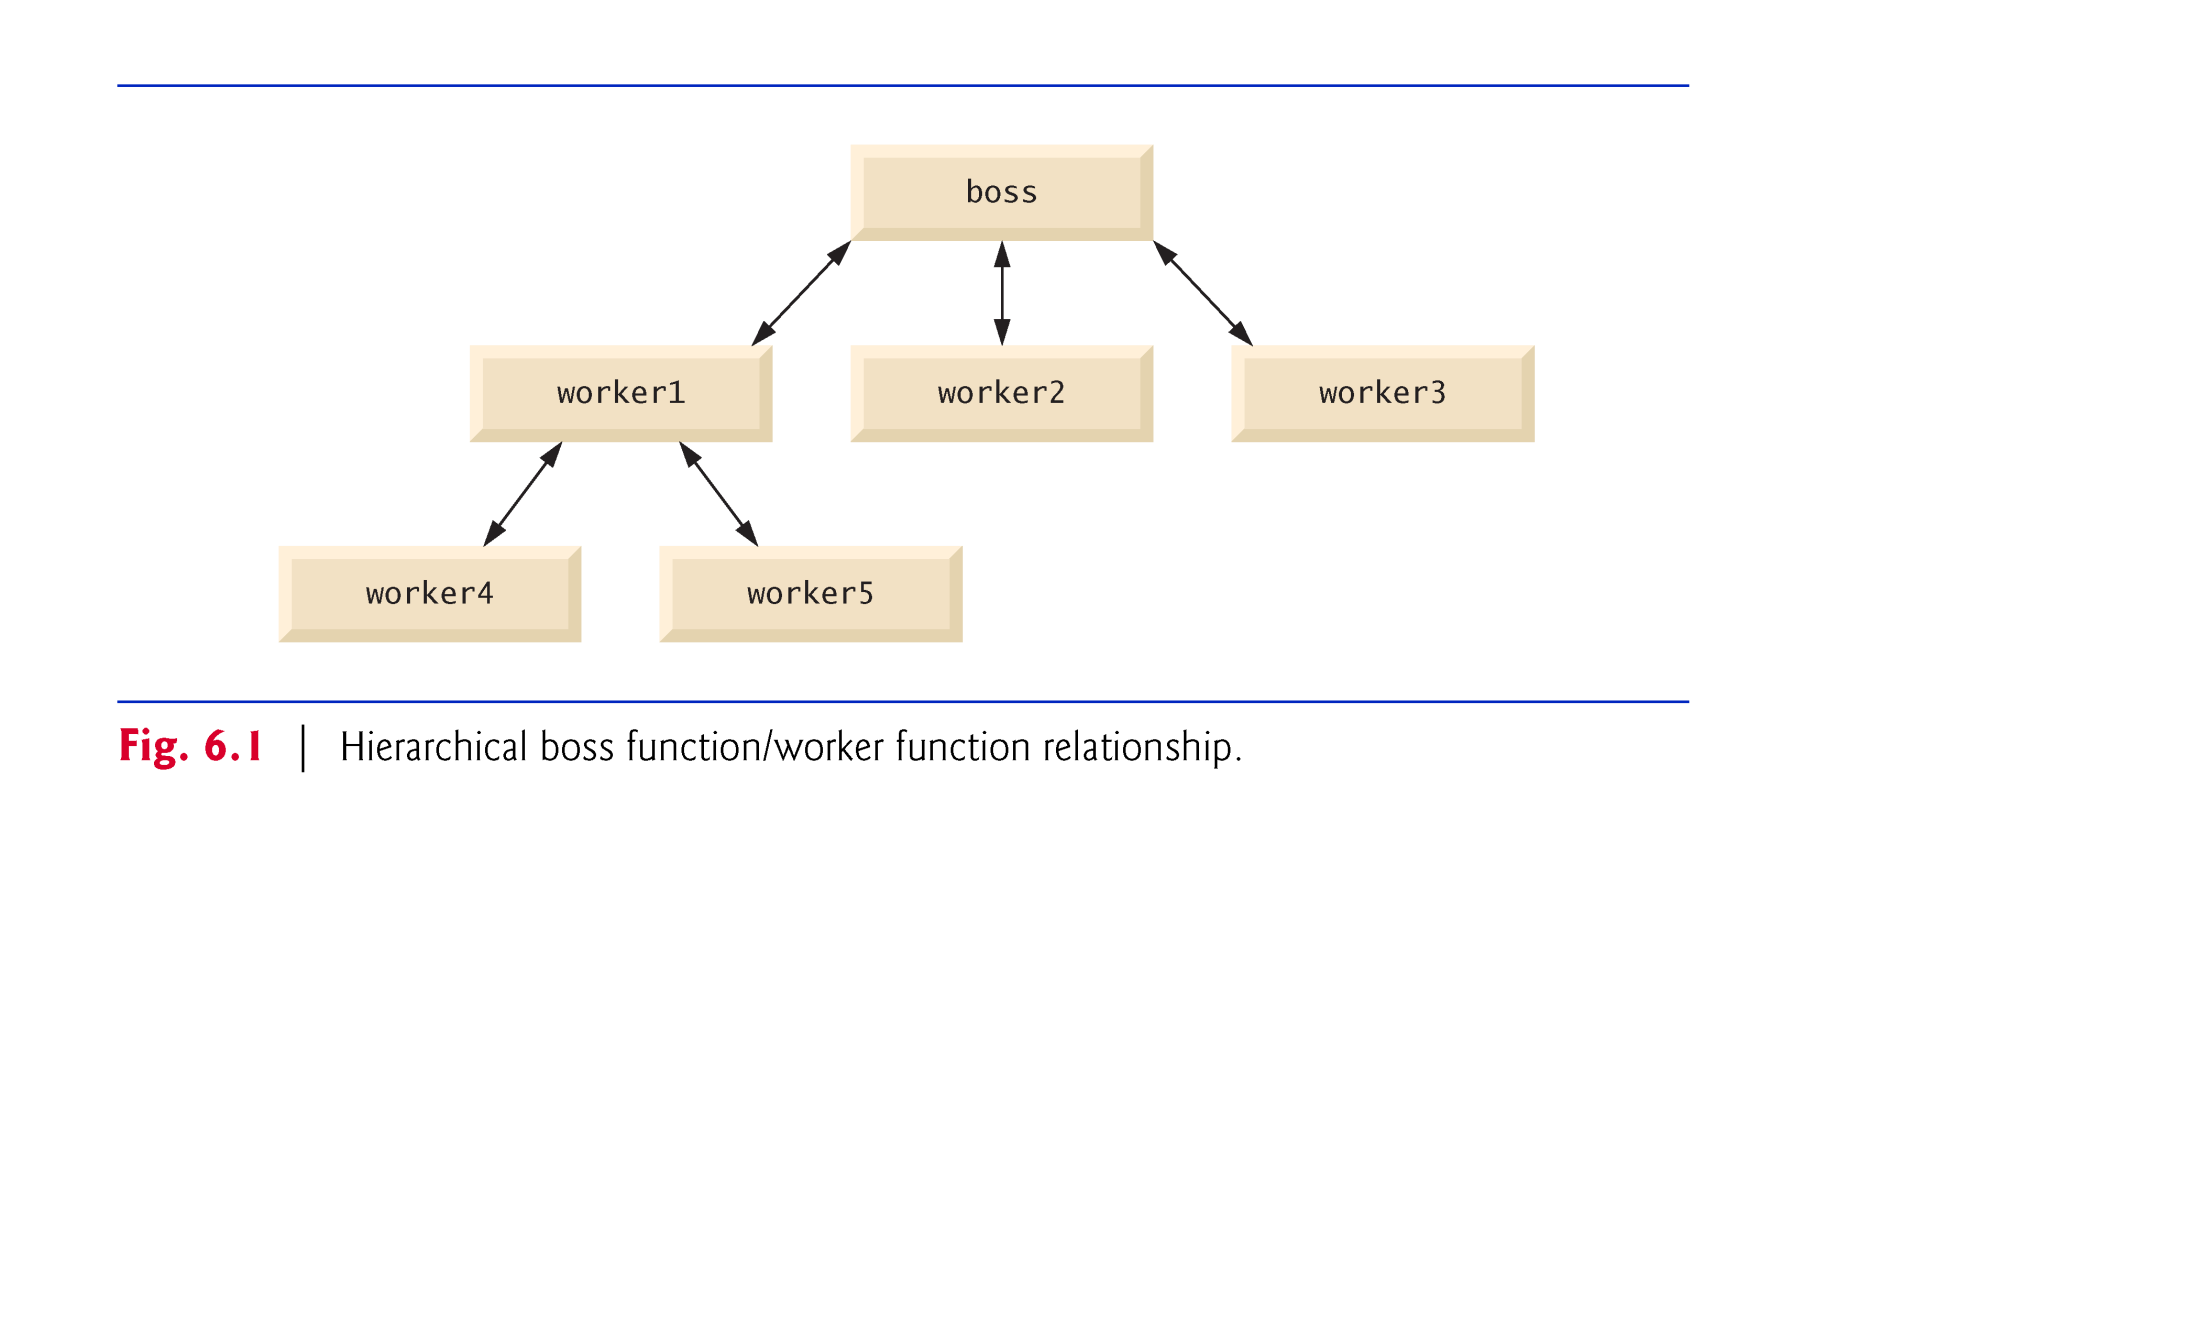 boss
worker1
worker2
worker3
worker4
worker5
Fig. 6.1 | Hierarchical boss function/worker function relationship.